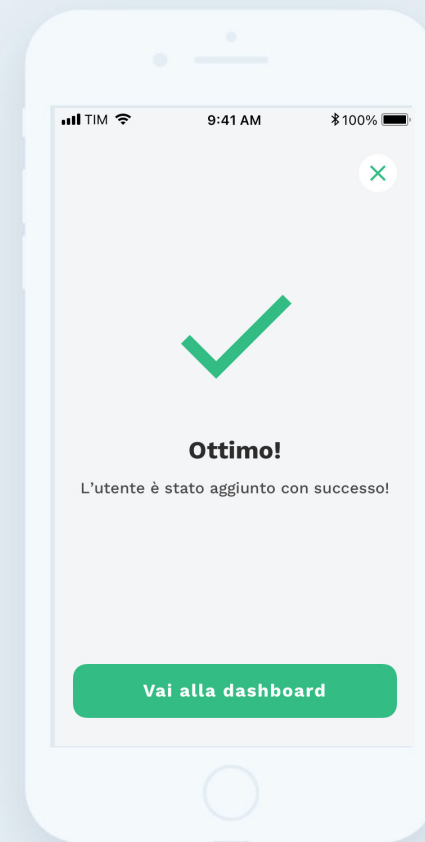 TIM 9:41 AM 100%
Ottimo!
L’utente è stato aggiunto con successo!
Vai alla dashboard